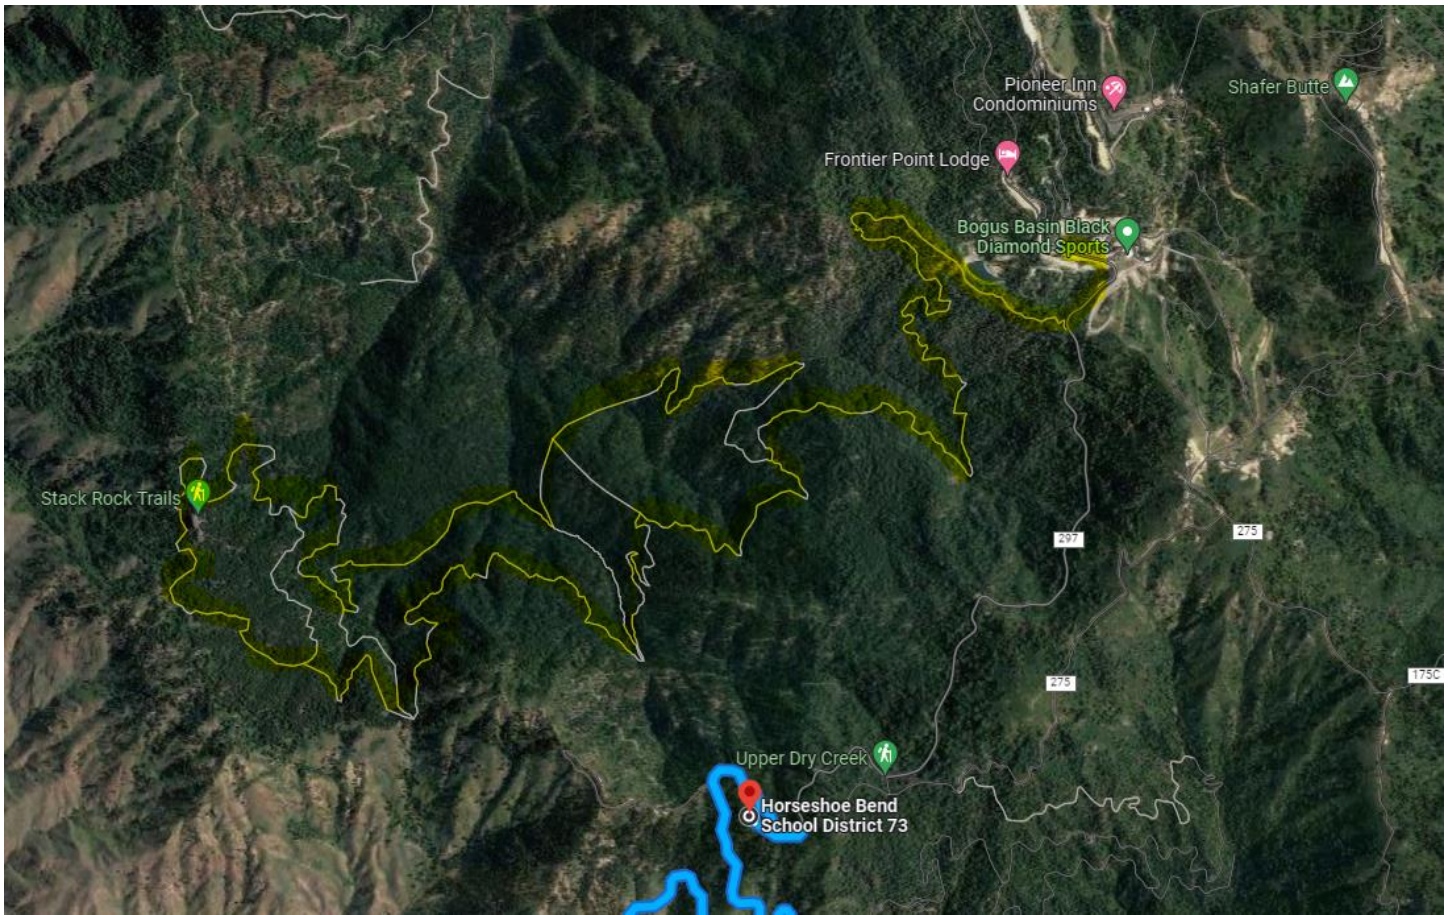 Pioneer Inn
Condominiums
Shafer Butte
Frontier Point Lodge
Bogus Basin Black
Diamond Sports
Stack Rock Trails
275
297
275
175C
Upper Dry Creek
Horseshoe Bend
School District 73